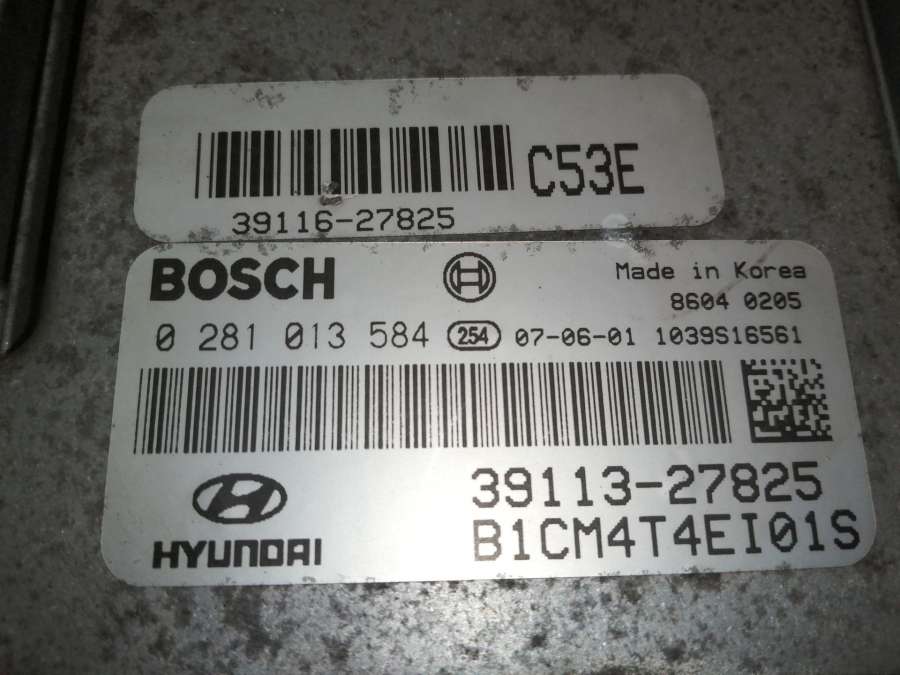 C53E
39116-27825
BOSCH
Made in Korea
8604 0205
0 281 013 584 254 07-06-01 1039S16561
39113-27825
HYUNDAI B1CM4T4EI01S